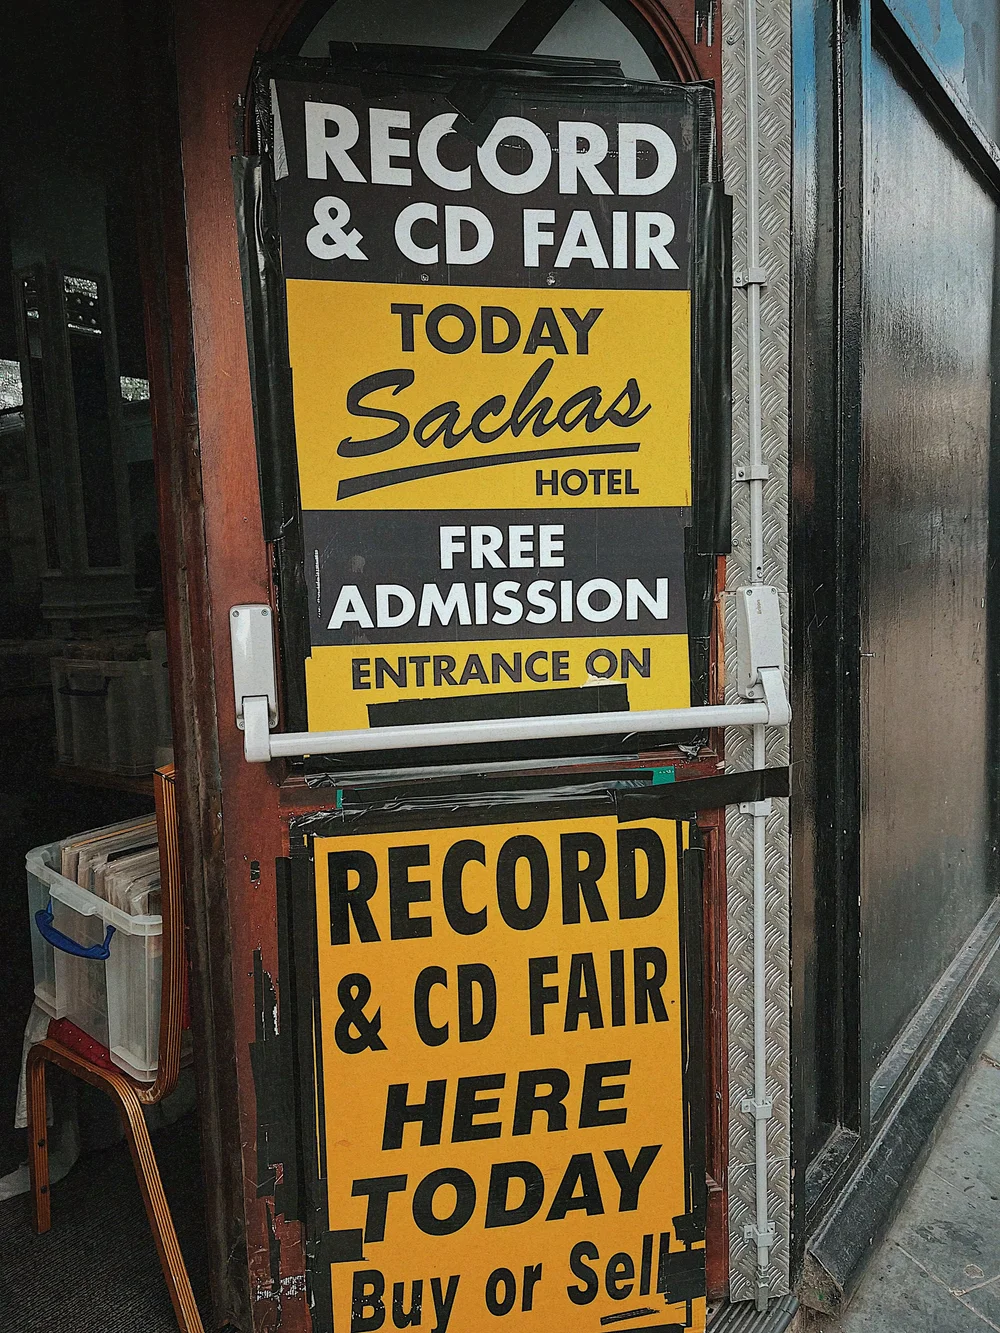 RECORD
& CD FAIR
TODAY
Sachas
HOTEL
FREE
ADMISSION
ENTRANCE ON
RECORD
& CD FAIR
HERE
TODAY
Buy or Sell